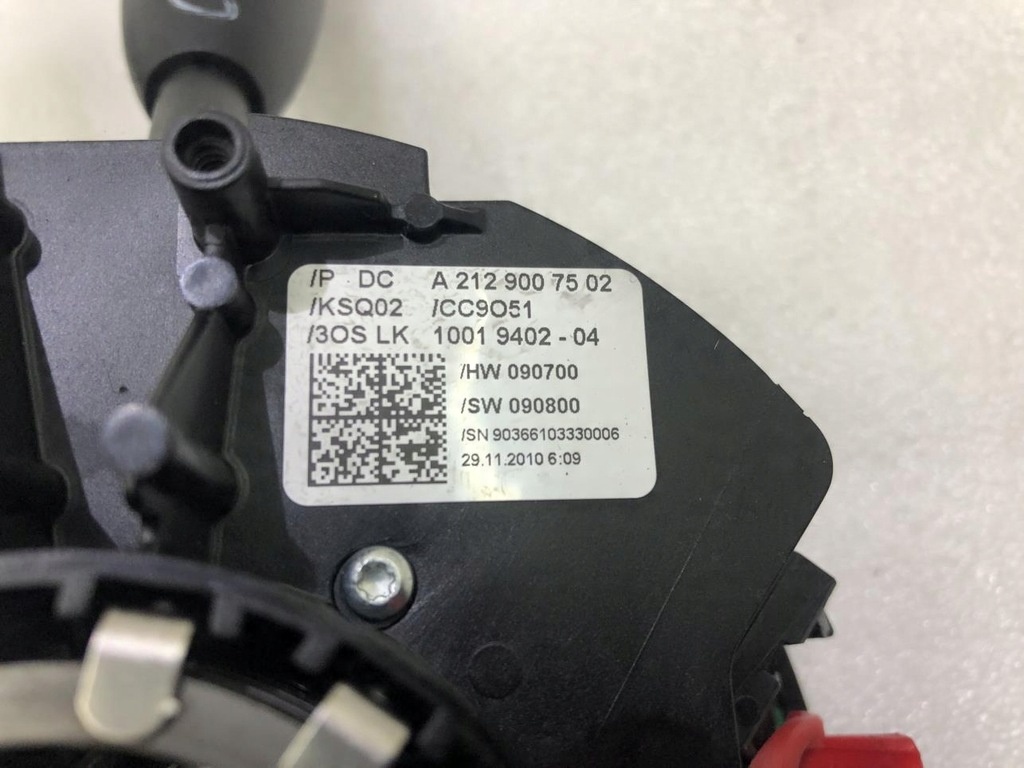 /P DC A 212 900 75 02
/KSQ02 /CC9O51
/3OS LK 1001 9402 - 04
/HW 090700
/SW 090800
/SN 90366103330006
29.11.2010 6:09